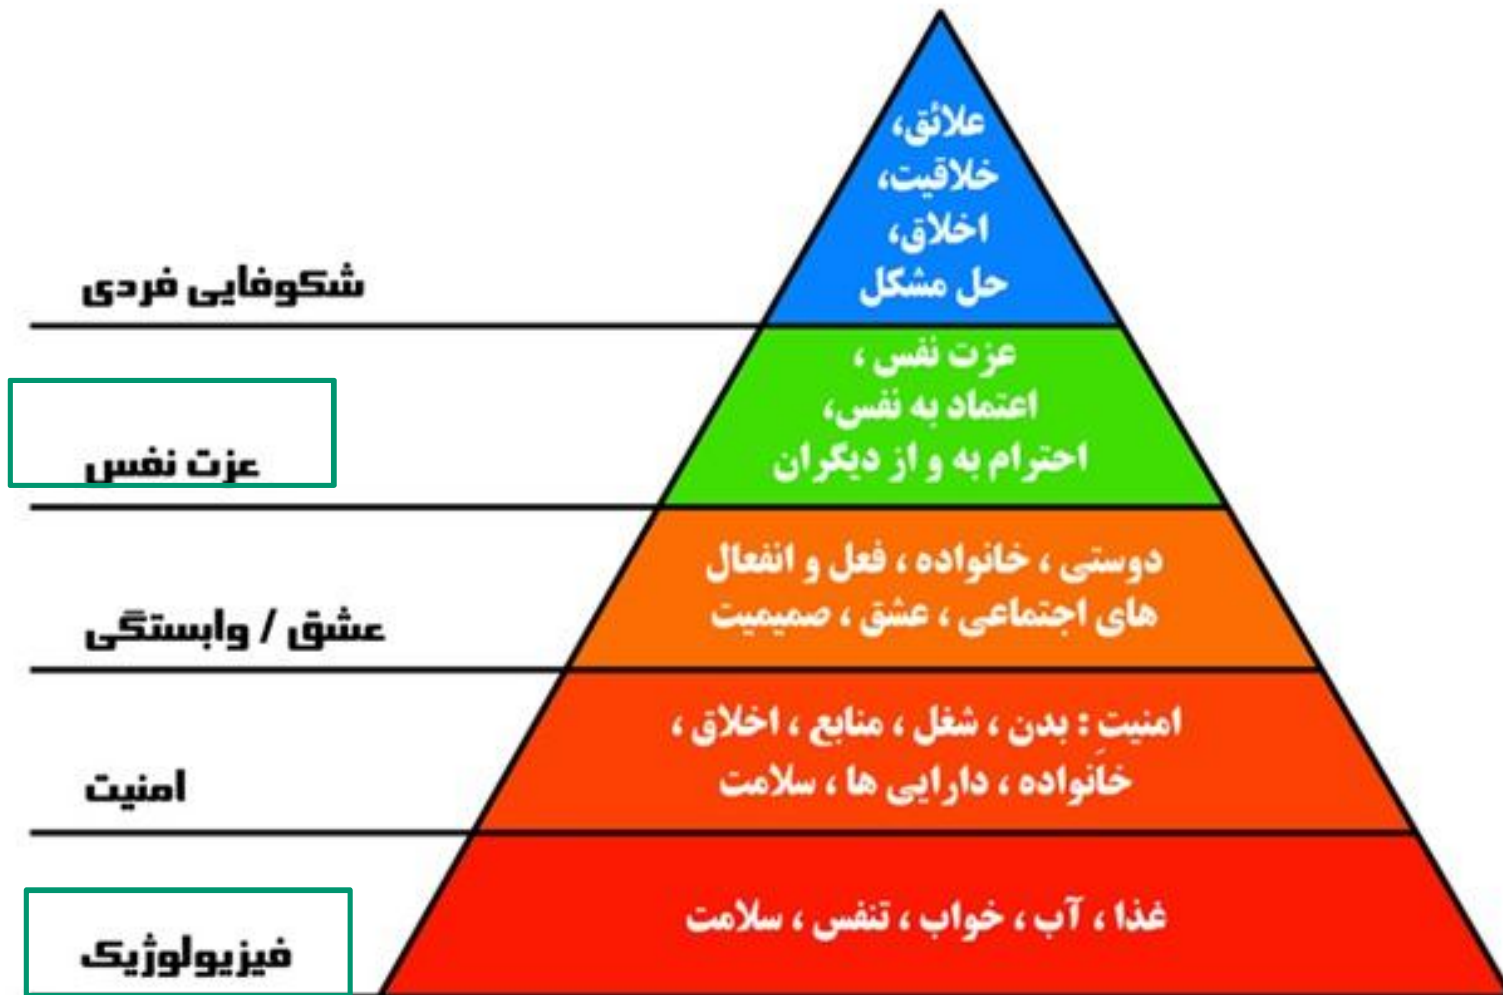 علائق،
خلاقیت،
اخلاق،
حل مشکل
شکوفایی فردی
عزت نفس ،
اعتماد به نفس،
احترام به و از دیگران
عزت نفس
دوستی ، خانواده ، فعل و انفعال
های اجتماعی ، عشق ، صمیمیت
عشق / وابستگی
امنیت : بدن ، شغل ، منابع ، اخلاق ،
خانواده ، دارایی ها ، سلامت
امنیت
غذا ، آب ، خواب ، تنفس ، سلامت
فیزیولوژیک